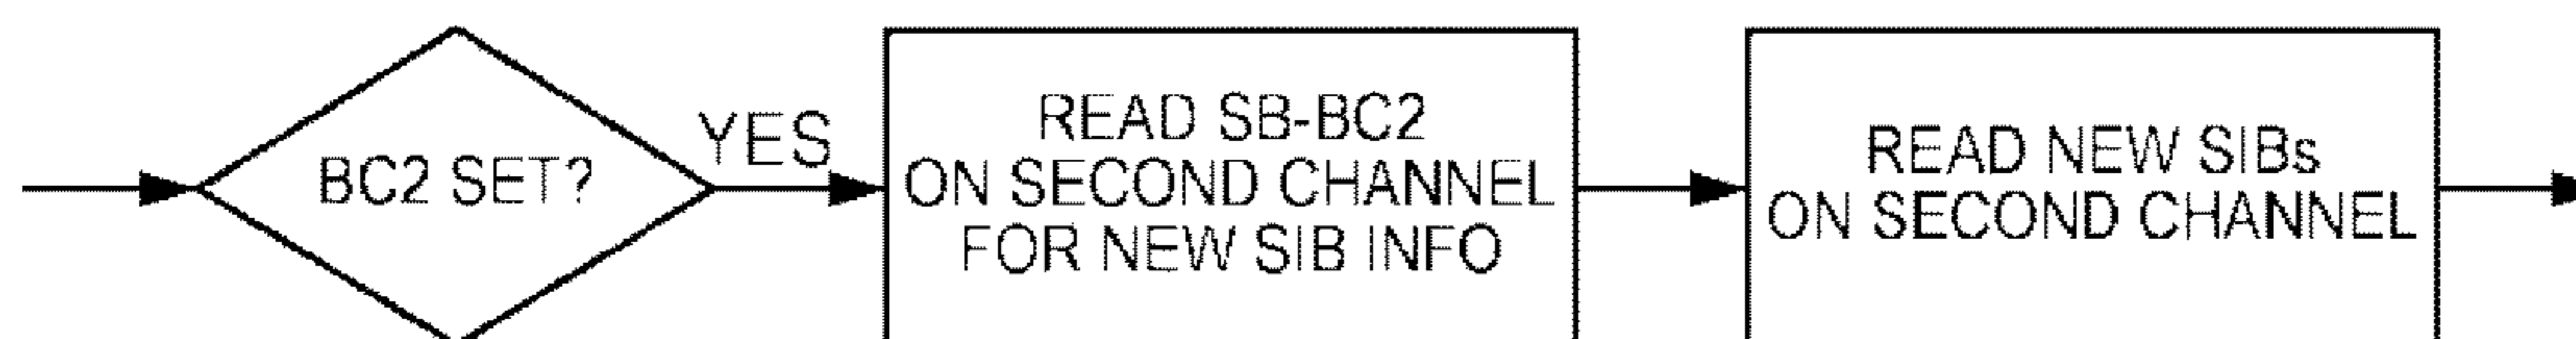 BC2 SET?
YES
READ SB-BC2
ON SECOND CHANNEL
FOR NEW SIB INFO
READ NEW SIBs
ON SECOND CHANNEL